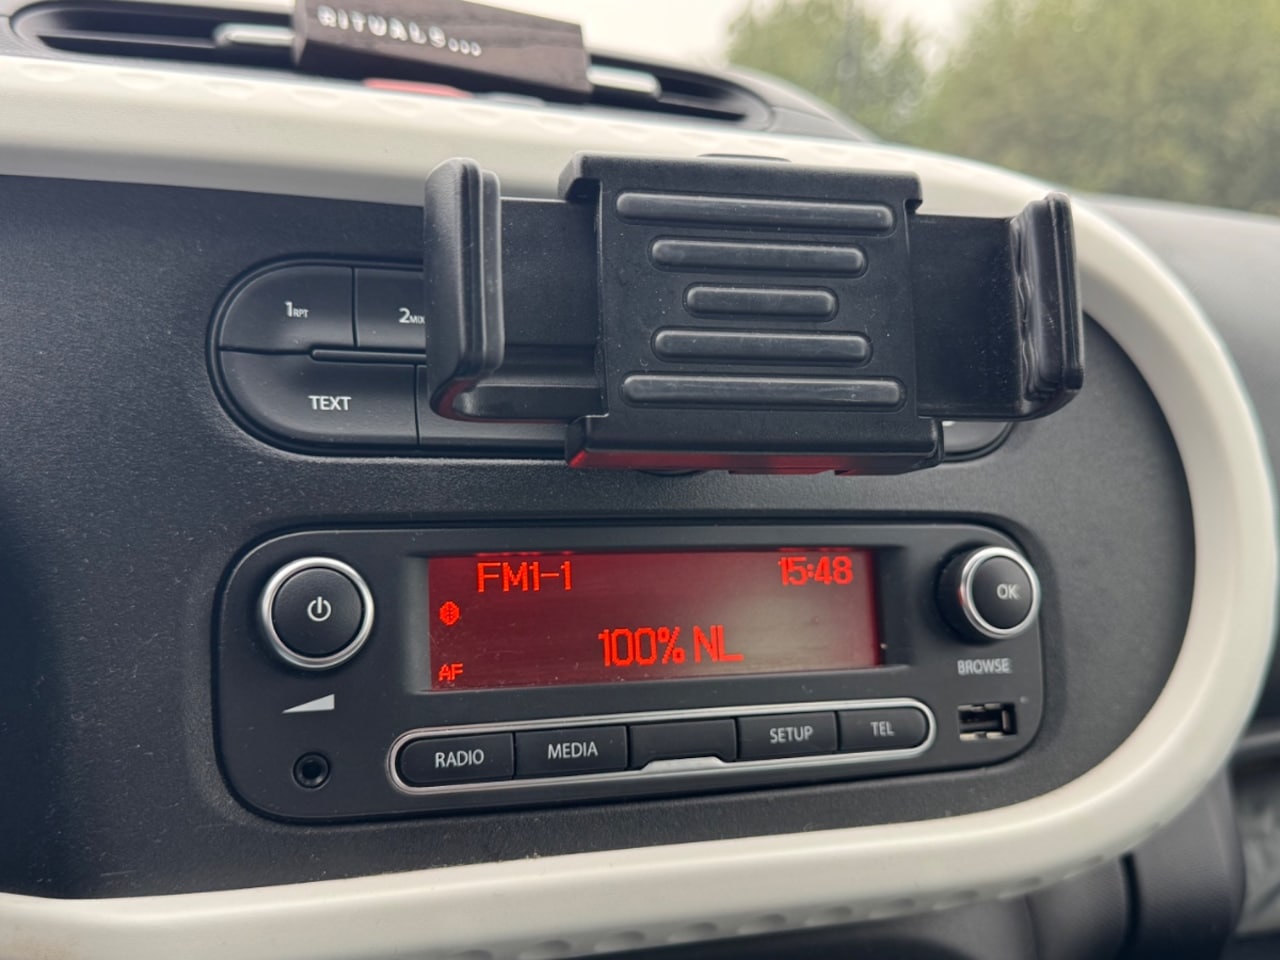 RITUALS...
1RPT
2MIX
TEXT
FM1-1
15:48
100% NL
AF
OK
BROWSE
RADIO
MEDIA
SETUP
TEL